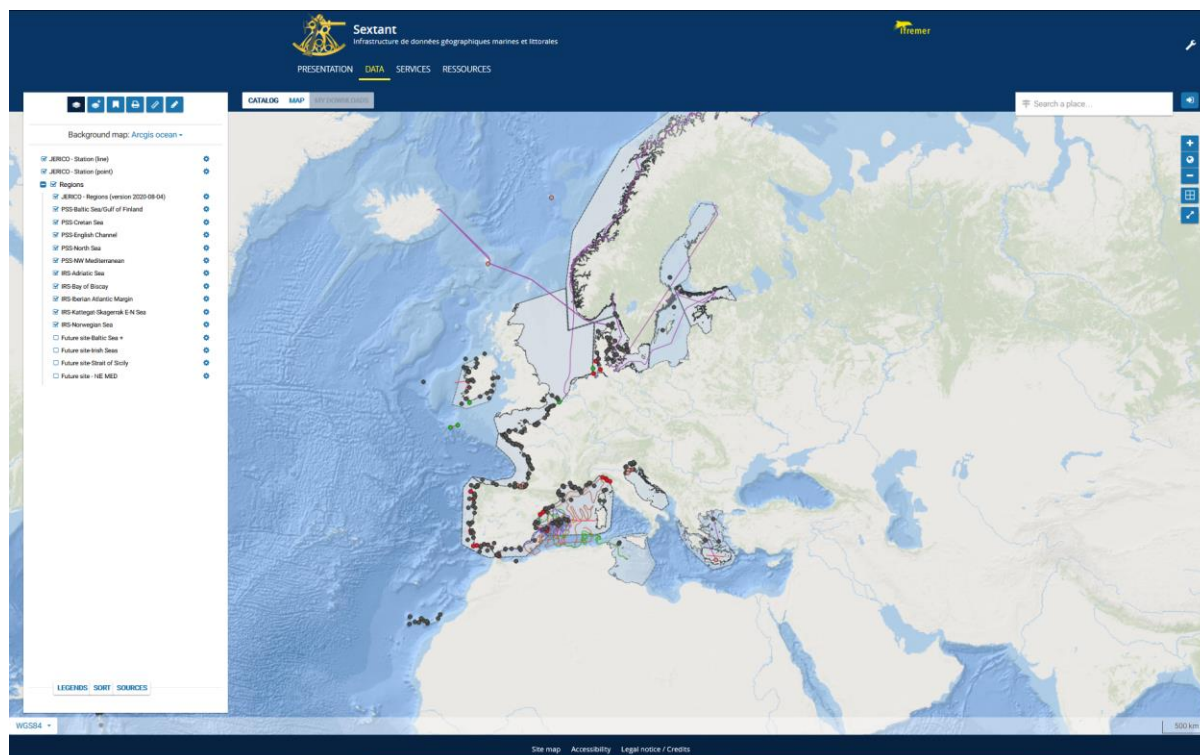 Sextant
Infrastructure de données géographiques marines et littorales
Ifremer
PRESENTATION DATA SERVICES RESSOURCES
CATALOG MAP MY DOWNLOADS
Search a place...
Background map: Arcgis ocean
JERICO - Station (line)
JERICO - Station (point)
Regions
JERICO - Regions (version 2020-08-04)
PSS-Baltic Sea/Gulf of Finland
PSS-Cretan Sea
PSS-English Channel
PSS-North Sea
PSS-NW Mediterranean
IRS-Adriatic Sea
IRS-Bay of Biscay
IRS-Iberian Atlantic Margin
IRS-Kattegat-Skagerrak E-N Sea
IRS-Norwegian Sea
Future site-Baltic Sea +
Future site-Irish Seas
Future site-Strait of Sicily
Future site - NE MED
LEGENDS SORT SOURCES
WGS84
500 km
Site map Accessibility Legal notice / Credits